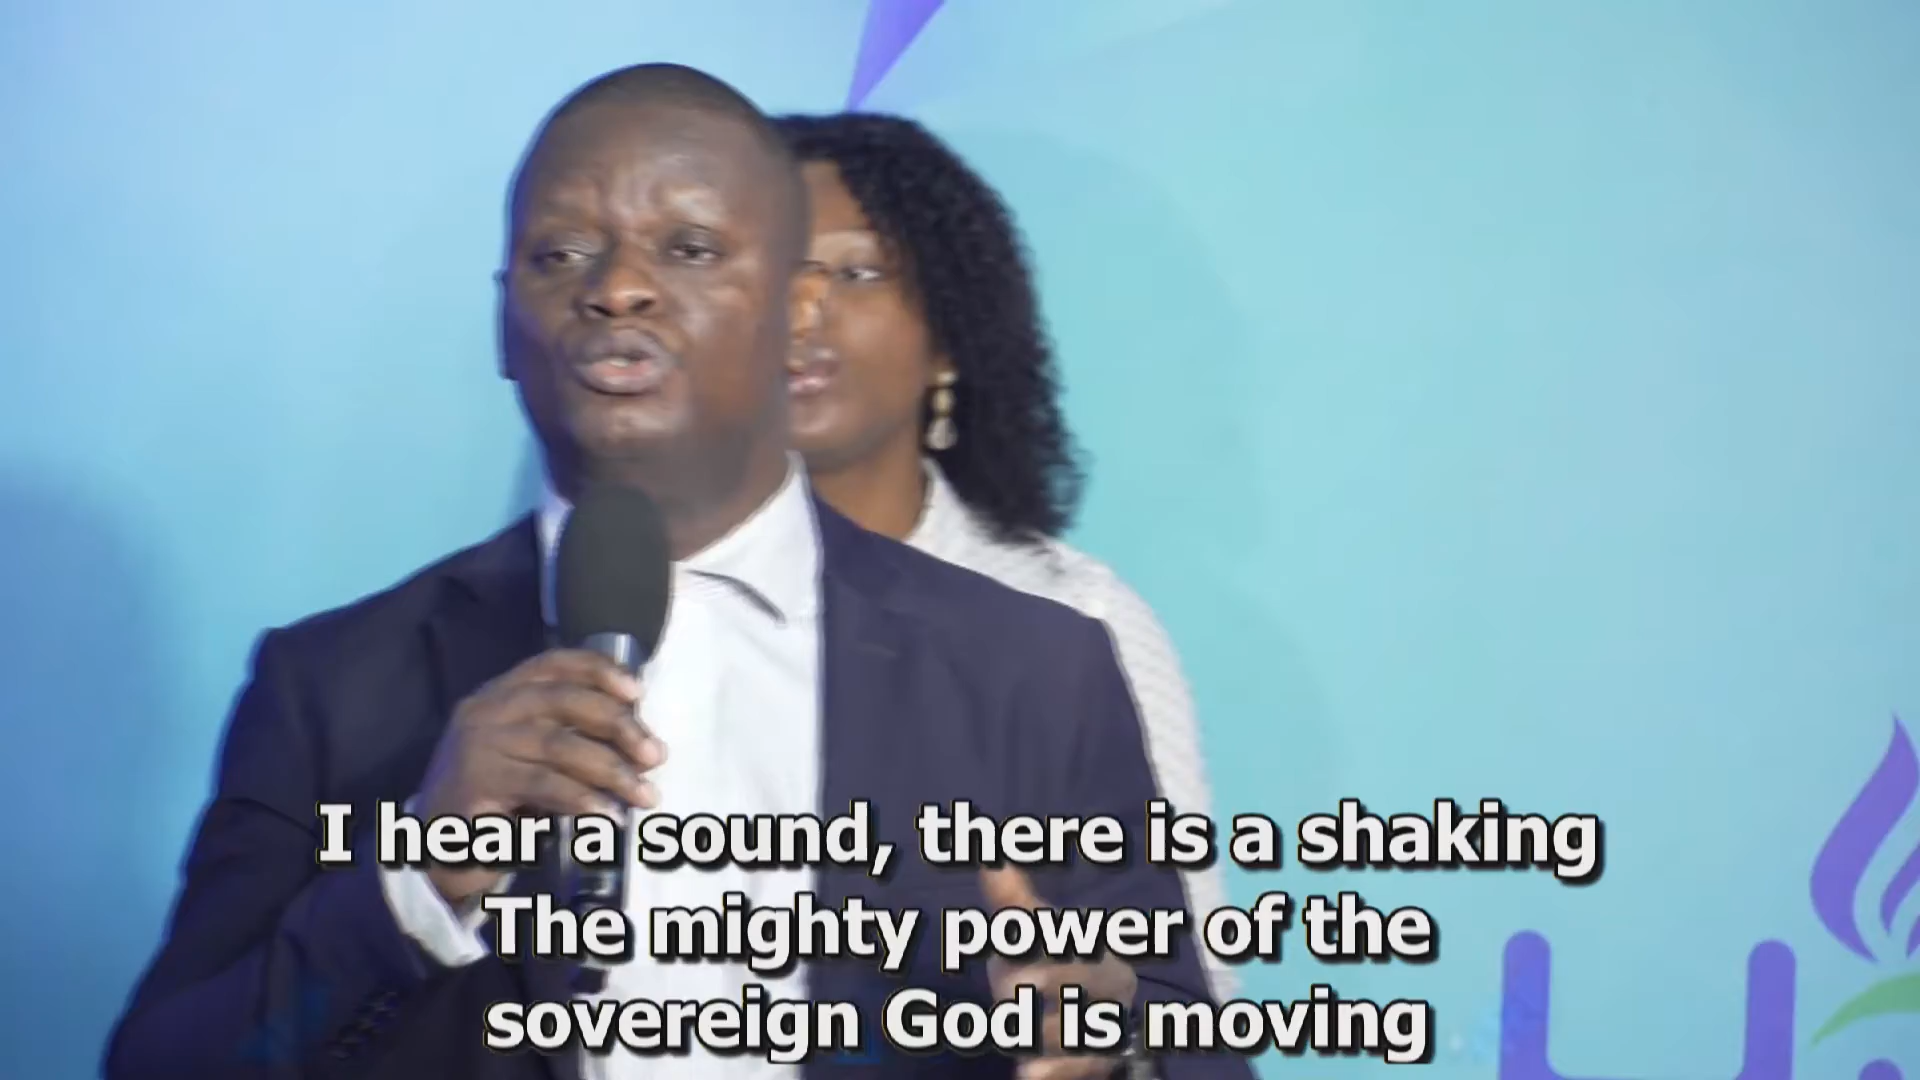 I hear a sound, there is a shaking
The mighty power of the
sovereign God is moving